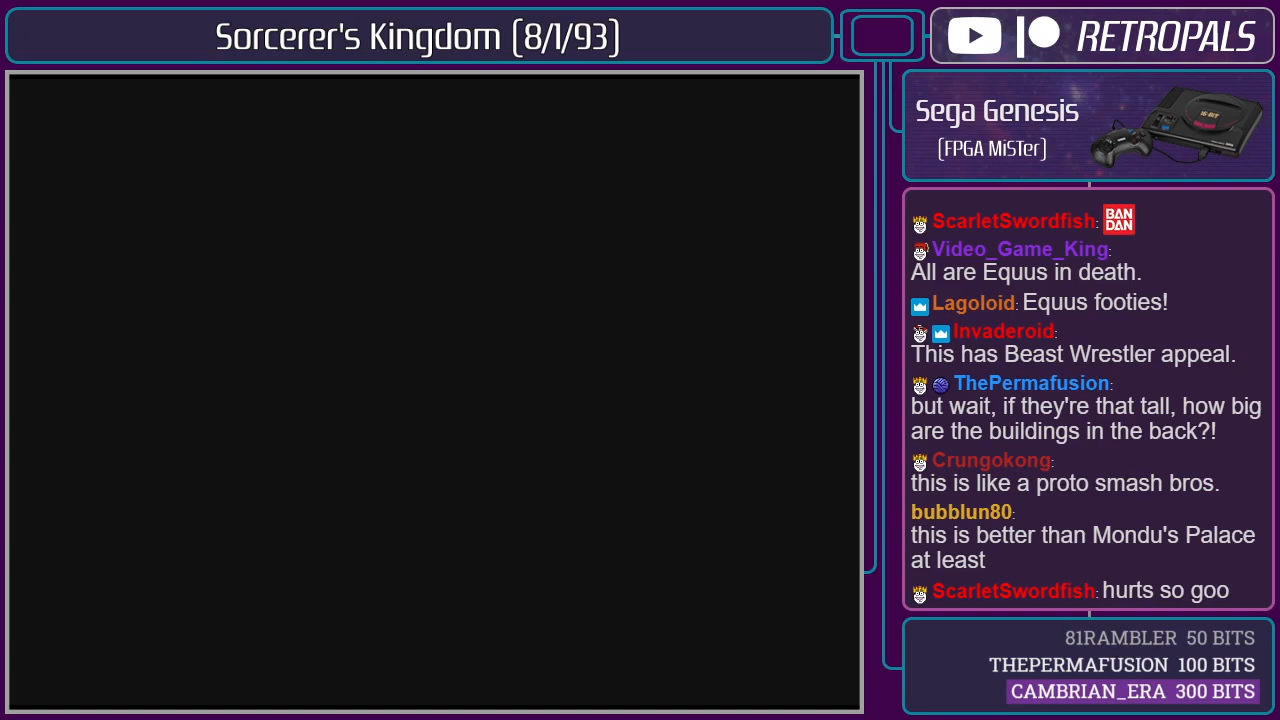 Sorcerer's Kingdom (8/1/93)
RETROPALS
Sega Genesis
(FPGA MiSTer)
16-BIT
ScarletSwordfish: BAN DAN
Video_Game_King:
All are Equus in death.
Lagoloid: Equus footies!
Invaderoid:
This has Beast Wrestler appeal.
ThePermafusion:
but wait, if they're that tall, how big
are the buildings in the back?!
Crungokong:
this is like a proto smash bros.
bubblun80:
this is better than Mondu's Palace
at least
ScarletSwordfish: hurts so goo
81RAMBLER 50 BITS
THEPERMAFUSION 100 BITS
CAMBRIAN_ERA 300 BITS